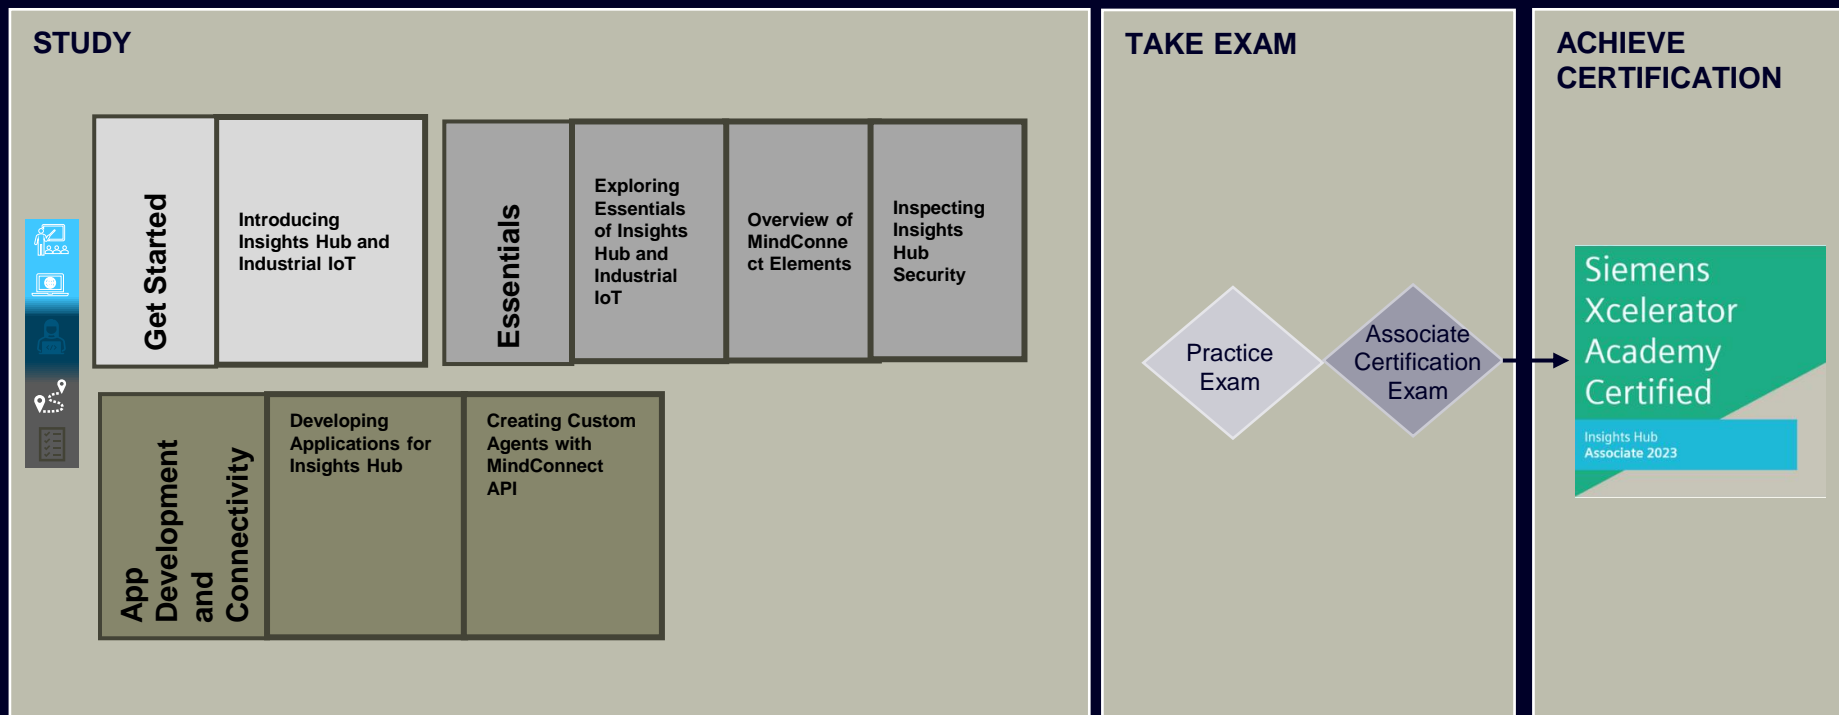 STUDY
Get Started
Introducing
Insights Hub and
Industrial IoT
Essentials
Exploring
Essentials
of Insights
Hub and
Industrial
IoT
Overview of
MindConne
ct Elements
Inspecting
Insights
Hub
Security
App
Development
and
Connectivity
Developing
Applications for
Insights Hub
Creating Custom
Agents with
MindConnect
API
TAKE EXAM
Practice
Exam
Associate
Certification
Exam
ACHIEVE
CERTIFICATION
Siemens
Xcelerator
Academy
Certified
Insights Hub
Associate 2023